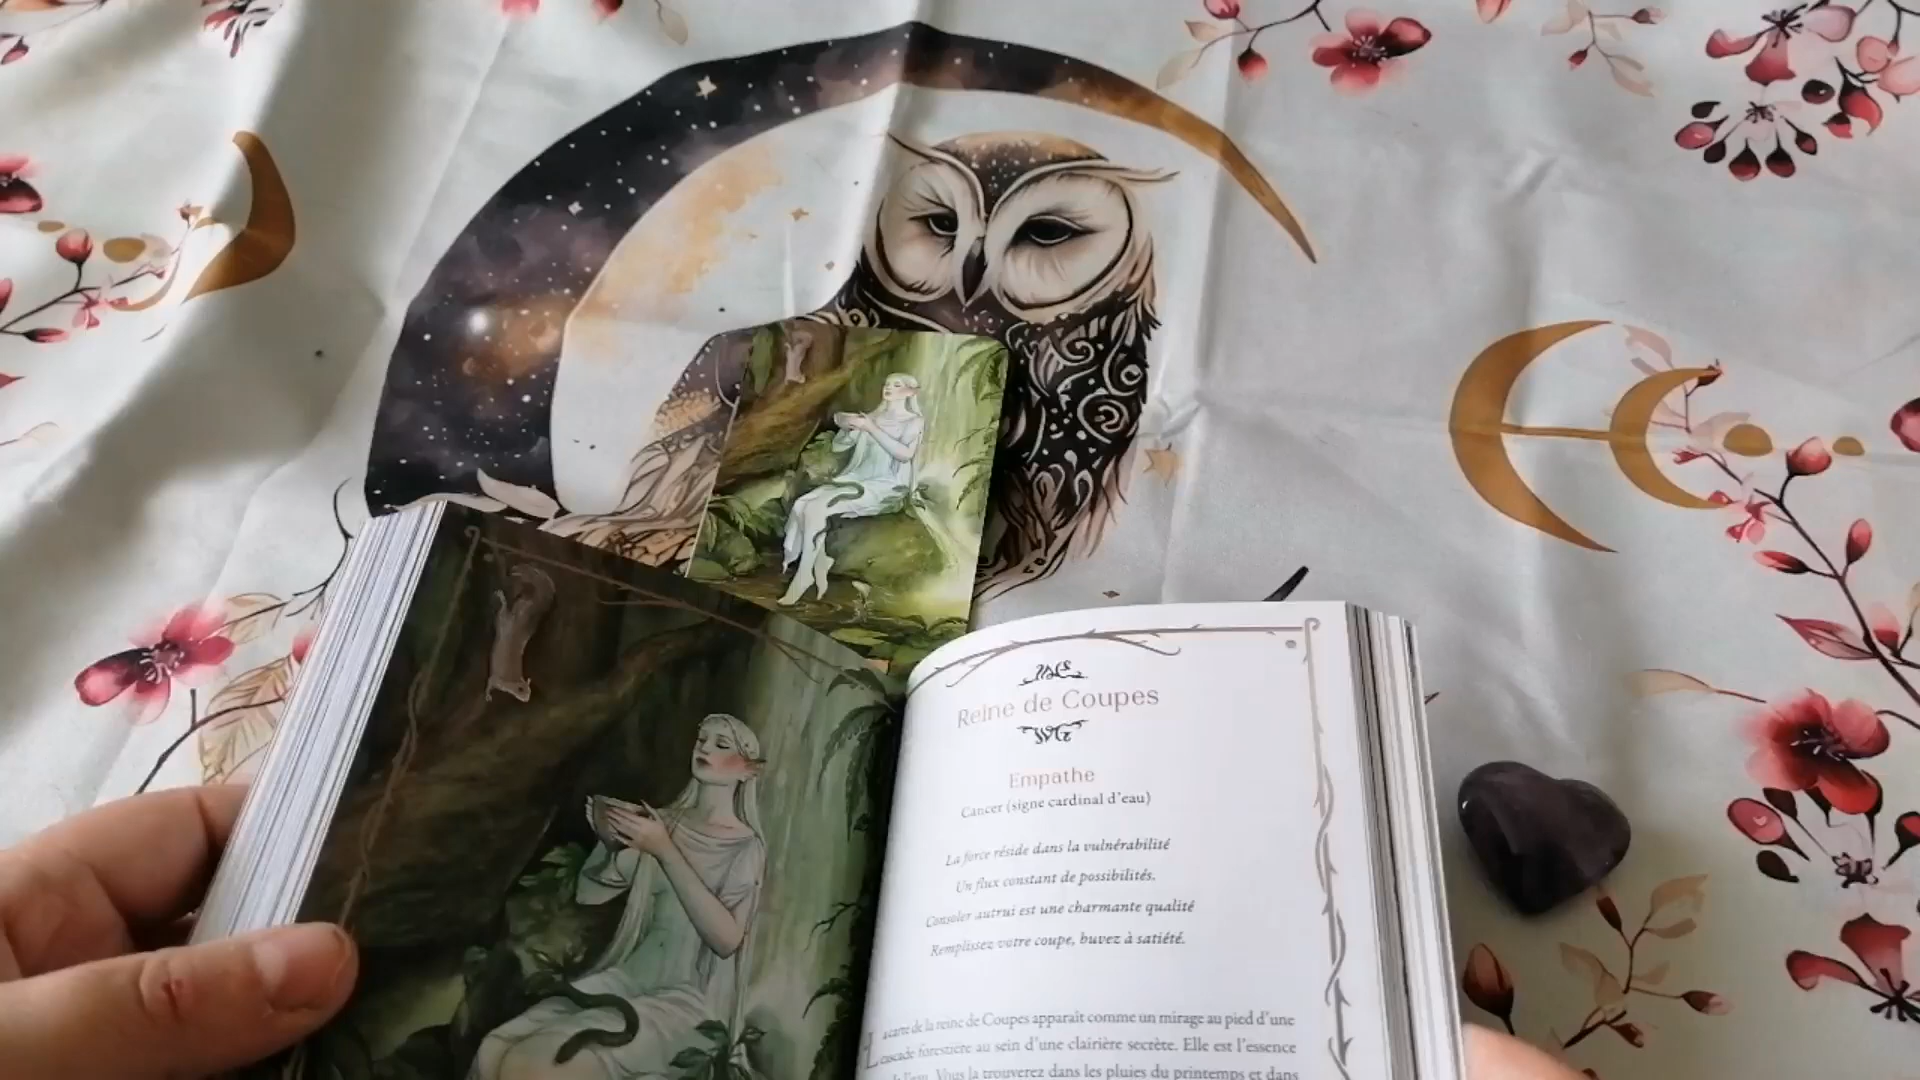 Reine de Coupes
Empathe
Cancer (signe cardinal d'eau)
La force réside dans la vulnérabilité
Un flux constant de possibilités.
Consoler autrui est une charmante qualité
Remplissez votre coupe, buvez à satiété.
La carte de la reine de Coupes apparaît comme un mirage au pied d'une
cascade forestière au sein d'une clairière secrète. Elle est l'essence
de l'eau. Vous la trouverez dans les pluies du printemps et dans